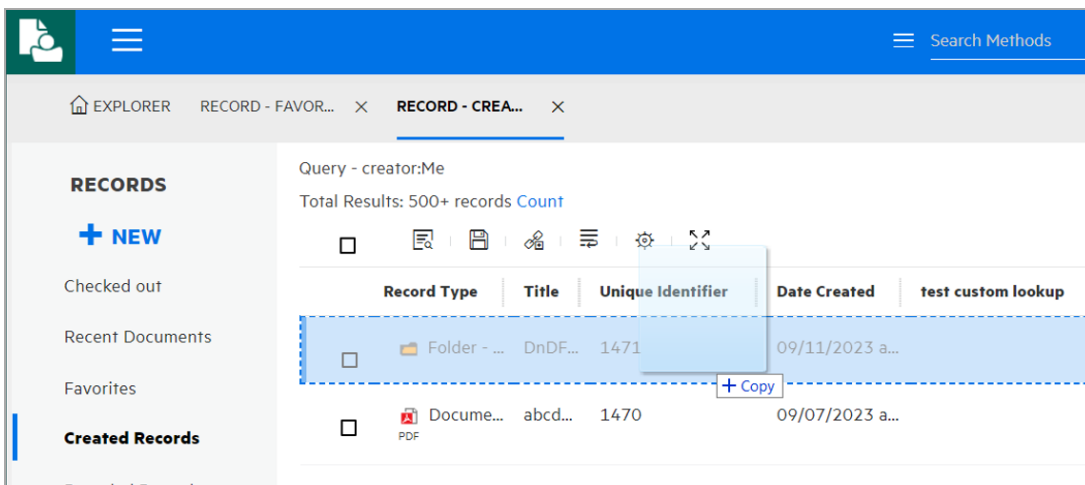 Search Methods
EXPLORER RECORD - FAVOR... RECORD - CREA...
RECORDS
+ NEW
Checked out
Recent Documents
Favorites
Created Records
Query - creator:Me
Total Results: 500+ records Count
Record Type Title Unique Identifier Date Created test custom lookup
Folder - ... DnDF... 1471 09/11/2023 a...
+ Copy
Docume... abcd... 1470 09/07/2023 a...
PDF